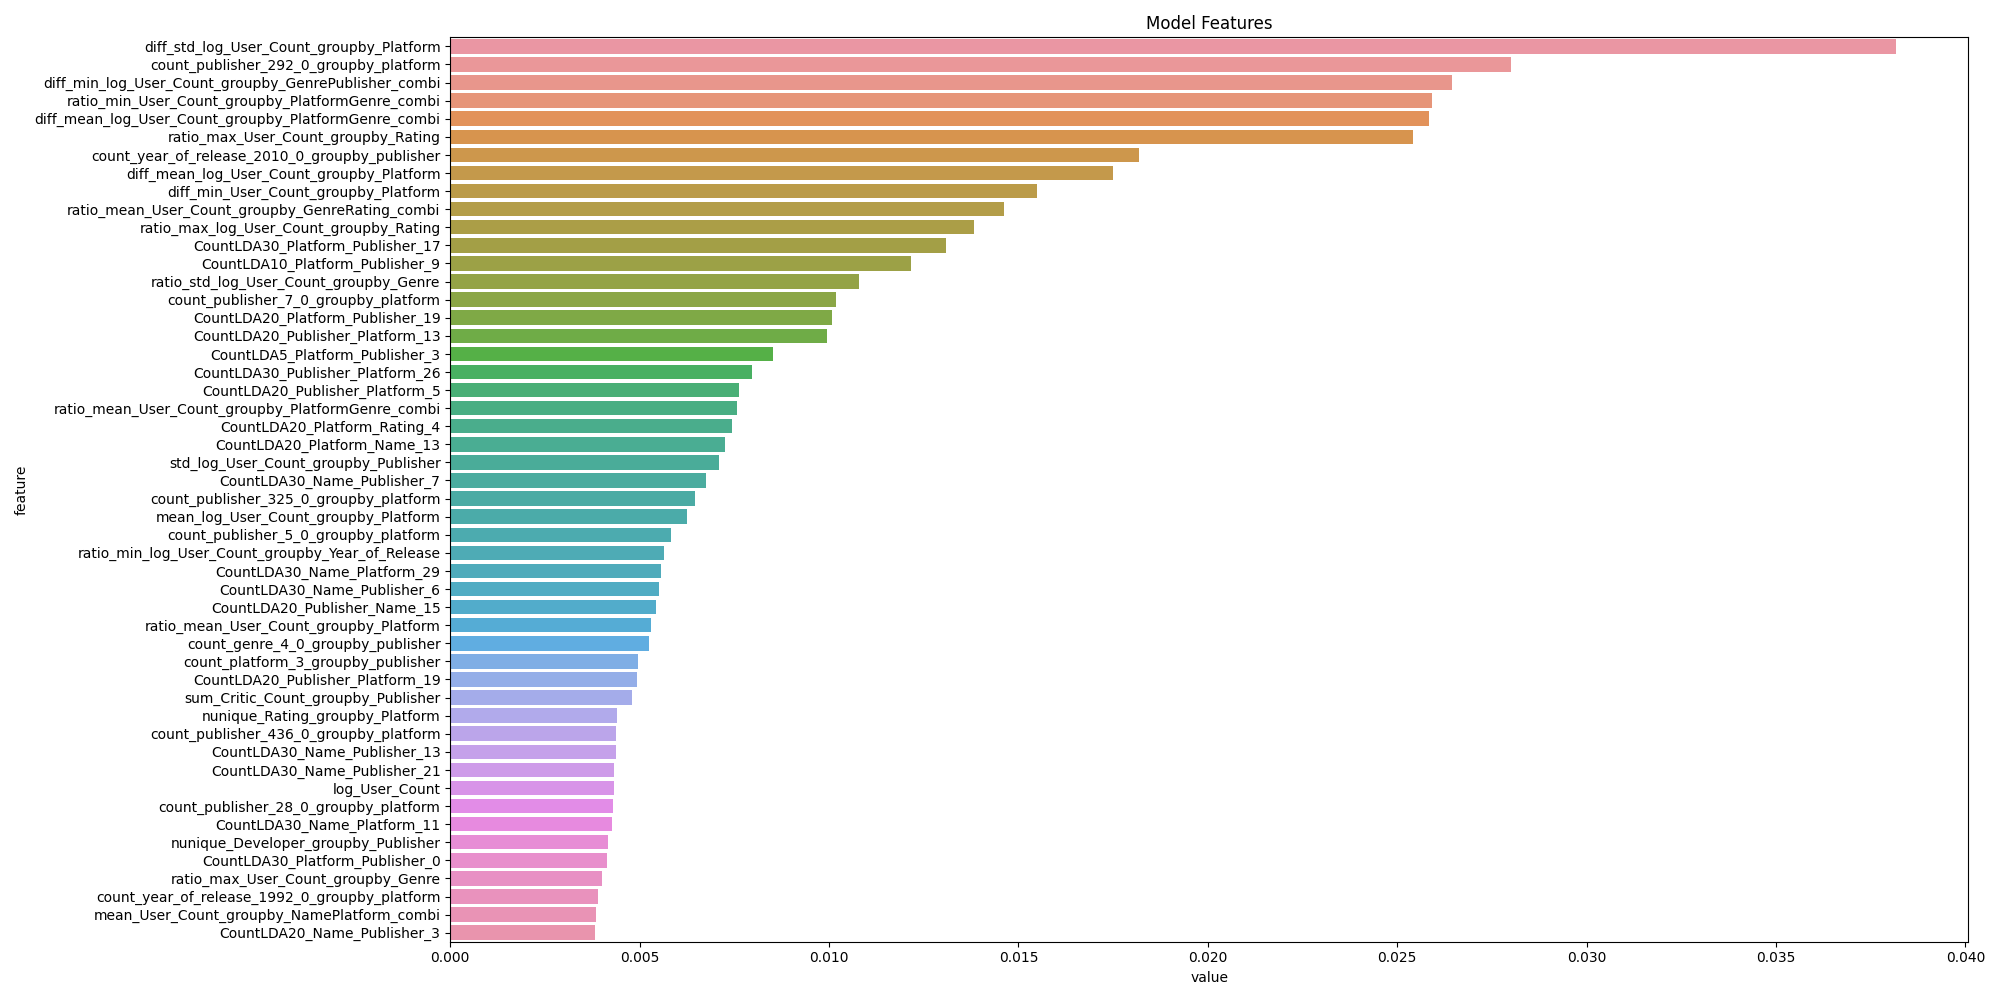 Model Features
diff_std_log_User_Count_groupby_Platform
count_publisher_292_0_groupby_platform
diff_min_log_User_Count_groupby_GenrePublisher_combi
ratio_min_User_Count_groupby_PlatformGenre_combi
diff_mean_log_User_Count_groupby_PlatformGenre_combi
ratio_max_User_Count_groupby_Rating
count_year_of_release_2010_0_groupby_publisher
diff_mean_log_User_Count_groupby_Platform
diff_min_User_Count_groupby_Platform
ratio_mean_User_Count_groupby_GenreRating_combi
ratio_max_log_User_Count_groupby_Rating
CountLDA30_Platform_Publisher_17
CountLDA10_Platform_Publisher_9
ratio_std_log_User_Count_groupby_Genre
count_publisher_7_0_groupby_platform
CountLDA20_Platform_Publisher_19
CountLDA20_Publisher_Platform_13
CountLDA5_Platform_Publisher_3
CountLDA30_Publisher_Platform_26
CountLDA20_Publisher_Platform_5
ratio_mean_User_Count_groupby_PlatformGenre_combi
CountLDA20_Platform_Rating_4
CountLDA20_Platform_Name_13
std_log_User_Count_groupby_Publisher
CountLDA30_Name_Publisher_7
count_publisher_325_0_groupby_platform
mean_log_User_Count_groupby_Platform
count_publisher_5_0_groupby_platform
ratio_min_log_User_Count_groupby_Year_of_Release
CountLDA30_Name_Platform_29
CountLDA30_Name_Publisher_6
CountLDA20_Publisher_Name_15
ratio_mean_User_Count_groupby_Platform
count_genre_4_0_groupby_publisher
count_platform_3_groupby_publisher
CountLDA20_Publisher_Platform_19
sum_Critic_Count_groupby_Publisher
nunique_Rating_groupby_Platform
count_publisher_436_0_groupby_platform
CountLDA30_Name_Publisher_13
CountLDA30_Name_Publisher_21
log_User_Count
count_publisher_28_0_groupby_platform
CountLDA30_Name_Platform_11
nunique_Developer_groupby_Publisher
CountLDA30_Platform_Publisher_0
ratio_max_User_Count_groupby_Genre
count_year_of_release_1992_0_groupby_platform
mean_User_Count_groupby_NamePlatform_combi
CountLDA20_Name_Publisher_3
feature
0.000 0.005 0.010 0.015 0.020 0.025 0.030 0.035 0.040
value